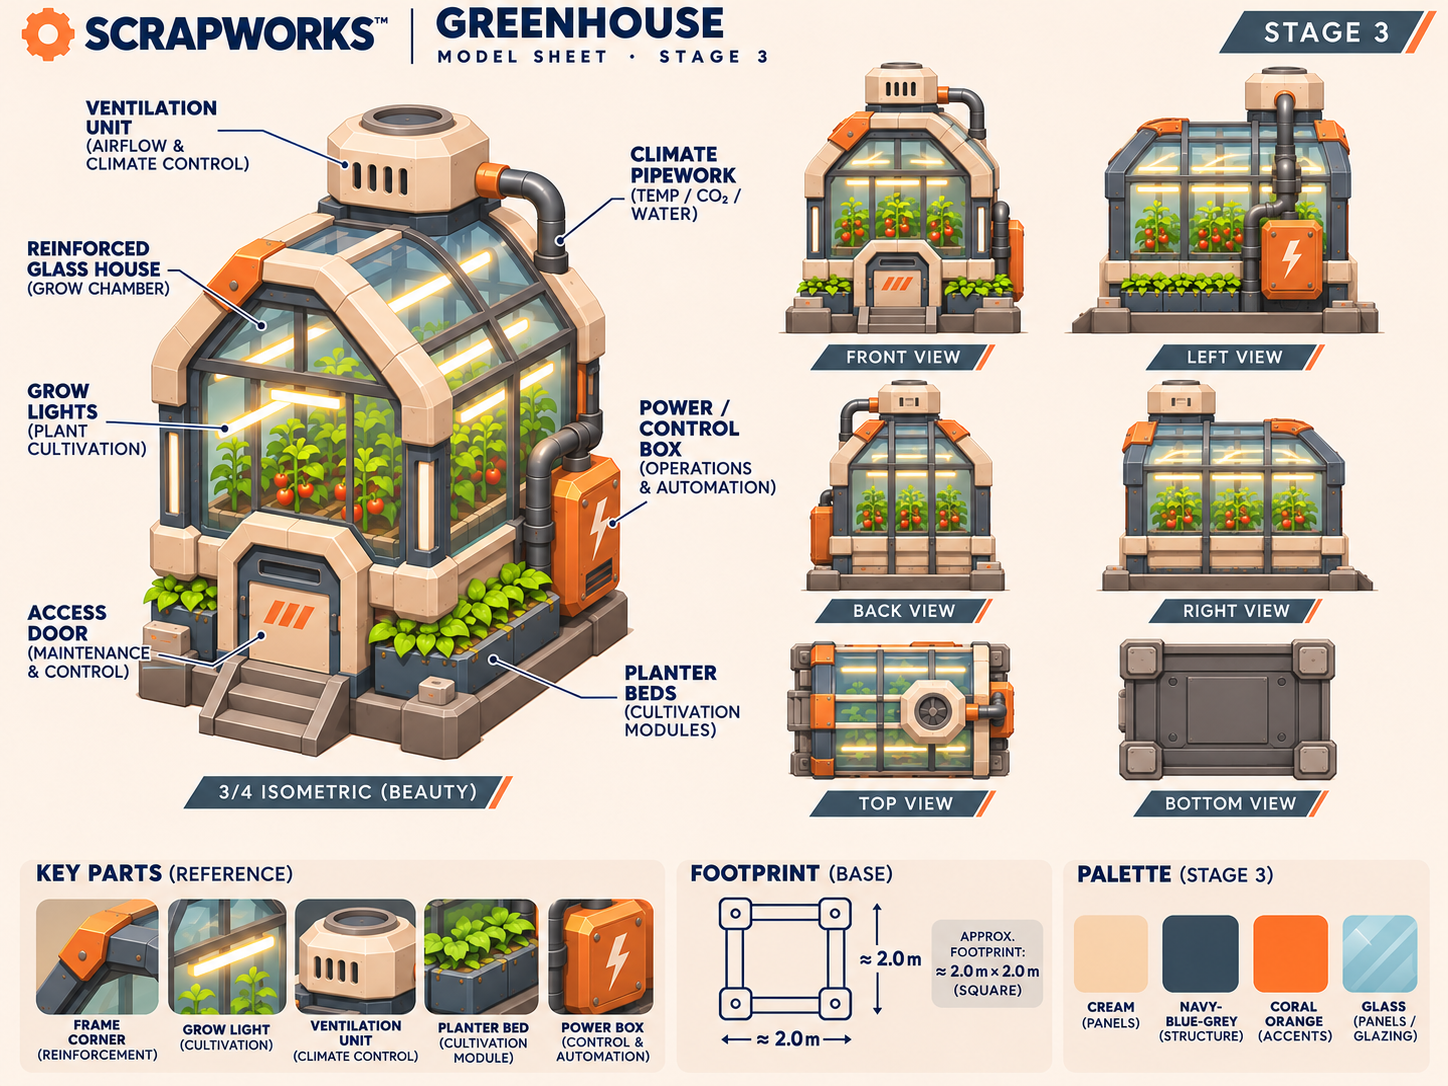 SCRAPWORKS™
GREENHOUSE
MODEL SHEET · STAGE 3
STAGE 3
VENTILATION
UNIT
(AIRFLOW &
CLIMATE CONTROL)
REINFORCED
GLASS HOUSE
(GROW CHAMBER)
GROW
LIGHTS
(PLANT
CULTIVATION)
ACCESS
DOOR
(MAINTENANCE
& CONTROL)
CLIMATE
PIPEWORK
(TEMP / CO₂ /
WATER)
POWER /
CONTROL
BOX
(OPERATIONS
& AUTOMATION)
PLANTER
BEDS
(CULTIVATION
MODULES)
3/4 ISOMETRIC (BEAUTY)
FRONT VIEW
LEFT VIEW
BACK VIEW
RIGHT VIEW
TOP VIEW
BOTTOM VIEW
KEY PARTS (REFERENCE)
FRAME
CORNER
(REINFORCEMENT)
GROW LIGHT
(CULTIVATION)
VENTILATION
UNIT
(CLIMATE CONTROL)
PLANTER BED
(CULTIVATION
MODULE)
POWER BOX
(CONTROL &
AUTOMATION)
FOOTPRINT (BASE)
≈ 2.0 m
≈ 2.0 m
APPROX.
FOOTPRINT:
≈ 2.0 m × 2.0 m
(SQUARE)
PALETTE (STAGE 3)
CREAM
(PANELS)
NAVY-
BLUE-GREY
(STRUCTURE)
CORAL
ORANGE
(ACCENTS)
GLASS
(PANELS /
GLAZING)